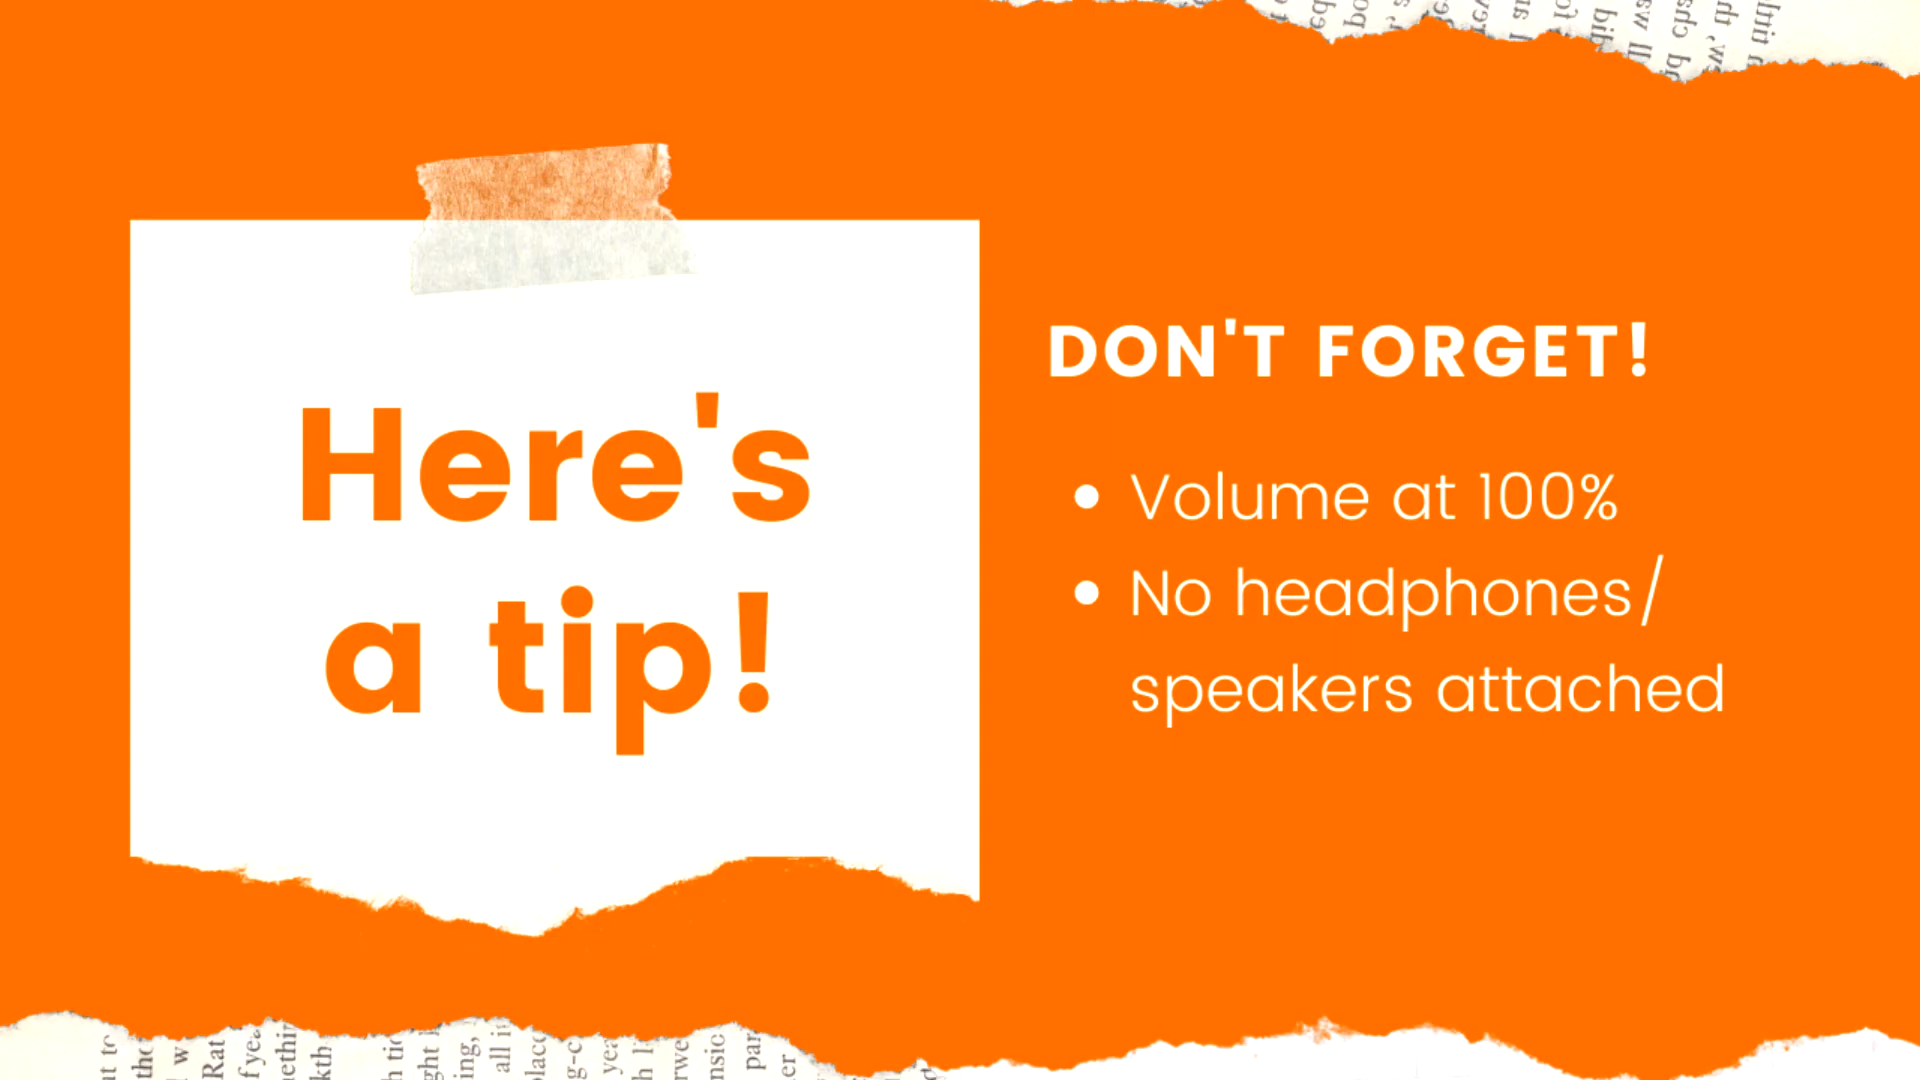 Here's
a tip!
DON'T FORGET!
• Volume at 100%
• No headphones/
speakers attached